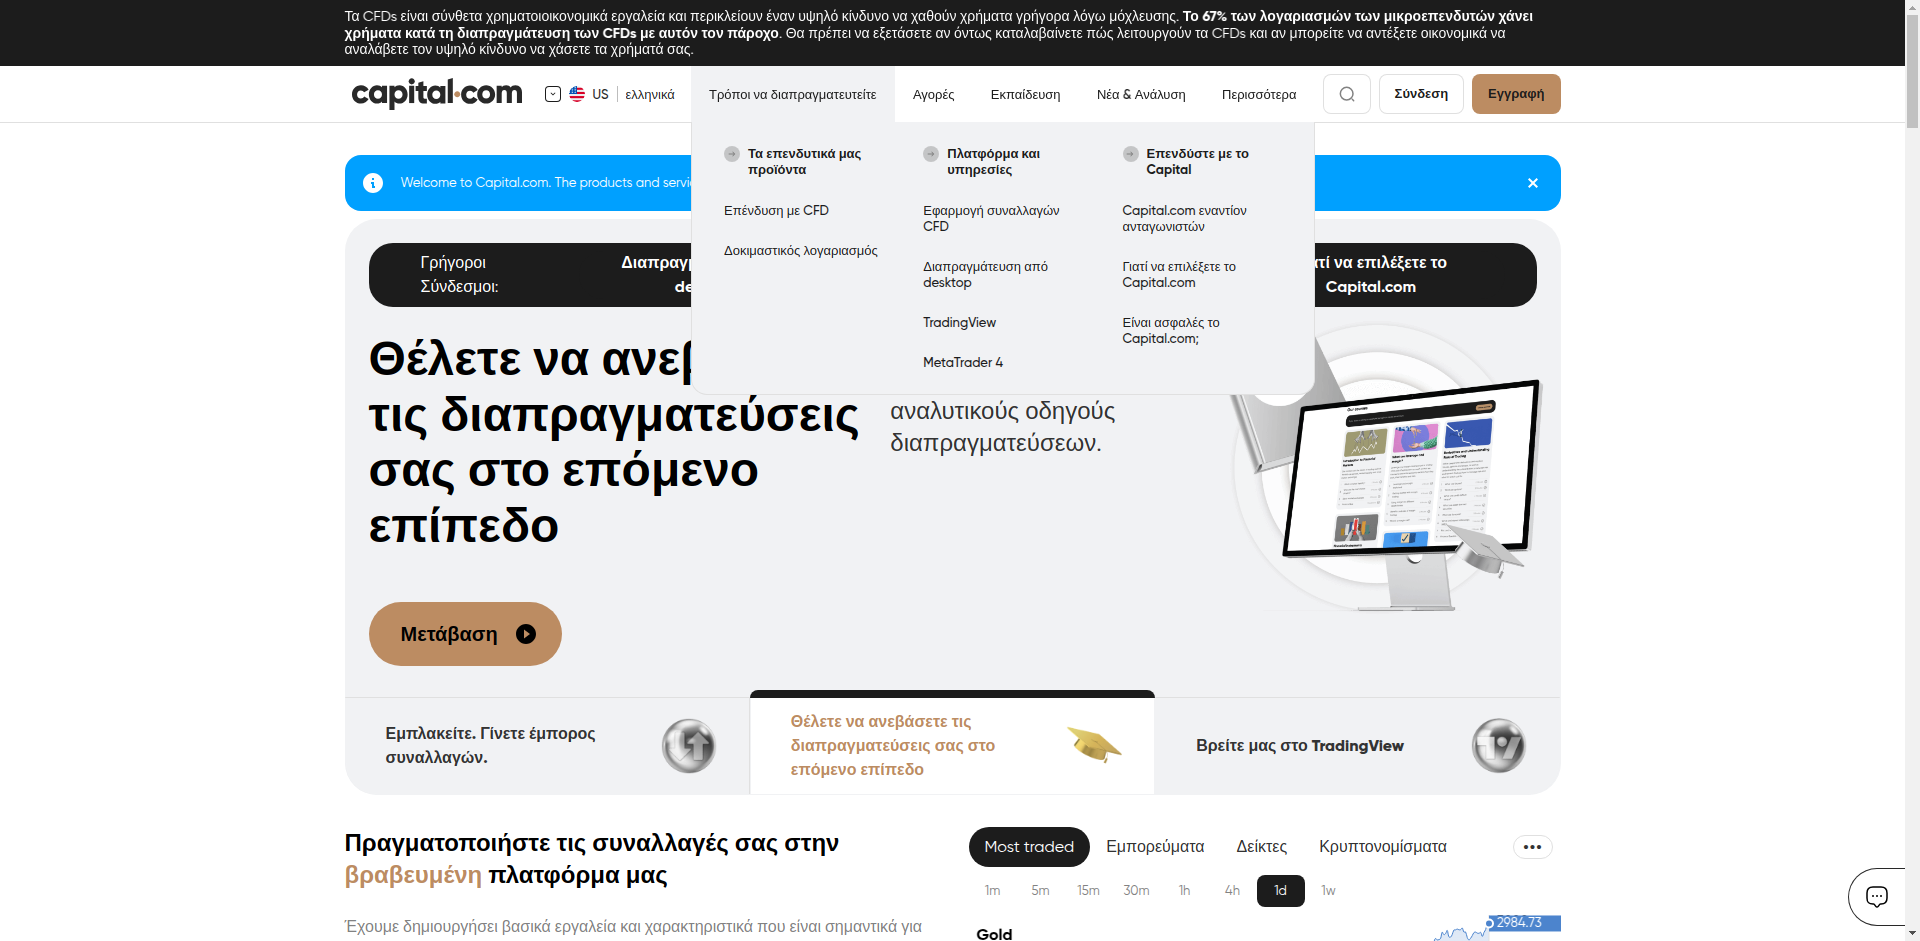 Τα CFDs είναι σύνθετα χρηματοιοικονομικά εργαλεία και περικλείουν έναν υψηλό κίνδυνο να χαθούν χρήματα γρήγορα λόγω μόχλευσης. Το 67% των λογαριασμών των μικροεπενδυτών χάνει
χρήματα κατά τη διαπραγμάτευση των CFDs με αυτόν τον πάροχο. Θα πρέπει να εξετάσετε αν όντως καταλαβαίνετε πώς λειτουργούν τα CFDs και αν μπορείτε να αντέξετε οικονομικά να
αναλάβετε τον υψηλό κίνδυνο να χάσετε τα χρήματά σας.
capital.com
US
ελληνικά
Τρόποι να διαπραγματευτείτε
Αγορές
Εκπαίδευση
Νέα & Ανάλυση
Περισσότερα
Σύνδεση
Εγγραφή
Τα επενδυτικά μας
προϊόντα
Επένδυση με CFD
Δοκιμαστικός λογαριασμός
Πλατφόρμα και
υπηρεσίες
Εφαρμογή συναλλαγών
CFD
Διαπραγμάτευση από
desktop
TradingView
MetaTrader 4
Επενδύστε με το
Capital
Capital.com εναντίον
ανταγωνιστών
Γιατί να επιλέξετε το
Capital.com
Είναι ασφαλές το
Capital.com;
Welcome to Capital.com. The products and servi
Γρήγοροι
Σύνδεσμοι:
Διαπραγμ
de
ατί να επιλέξετε το
Capital.com
Θέλετε να ανεβ
τις διαπραγματεύσεις
σας στο επόμενο
επίπεδο
αναλυτικούς οδηγούς
διαπραγματεύσεων.
Μετάβαση
Εμπλακείτε. Γίνετε έμπορος
συναλλαγών.
Θέλετε να ανεβάσετε τις
διαπραγματεύσεις σας στο
επόμενο επίπεδο
Βρείτε μας στο TradingView
Πραγματοποιήστε τις συναλλαγές σας στην
βραβευμένη πλατφόρμα μας
Έχουμε δημιουργήσει βασικά εργαλεία και χαρακτηριστικά που είναι σημαντικά για
Most traded
Εμπορεύματα
Δείκτες
Κρυπτονομίσματα
1m 5m 15m 30m 1h 4h 1d 1w
Gold
2984.73